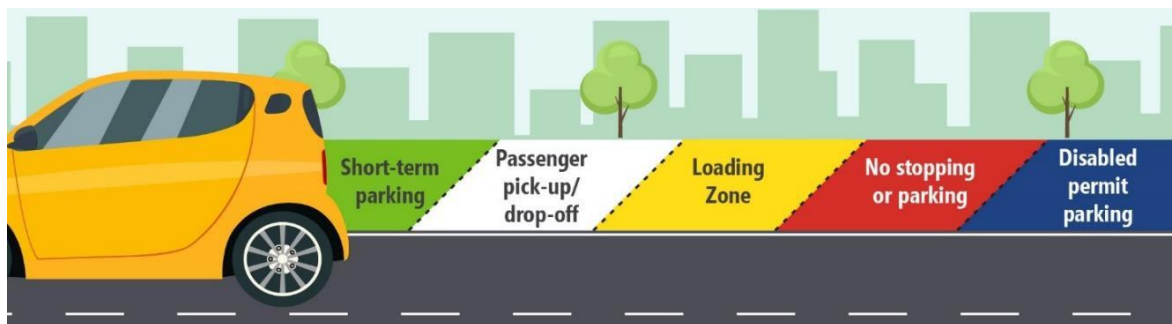 Short-term
parking
Passenger
pick-up/
drop-off
Loading
Zone
No stopping
or parking
Disabled
permit
parking